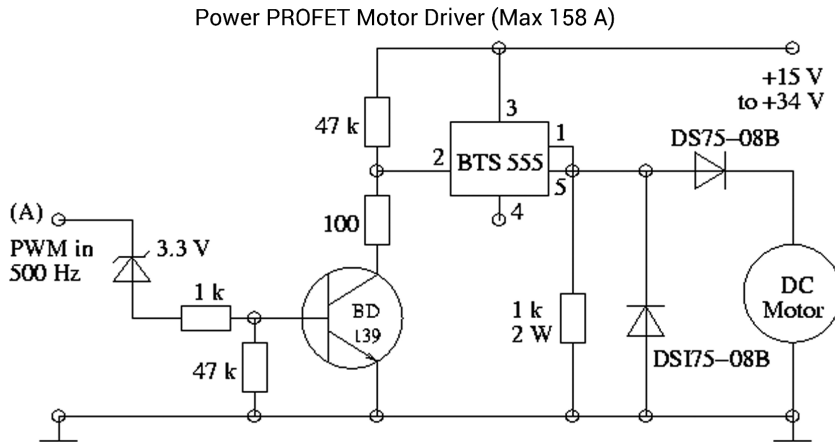 Power PROFET Motor Driver (Max 158 A)
+15 V
to +34 V
47 k
3
1
2
BTS 555
5
4
DS75–08B
(A)
PWM in
500 Hz
3.3 V
100
1 k
BD
139
47 k
1 k
2 W
DSI75–08B
DC
Motor